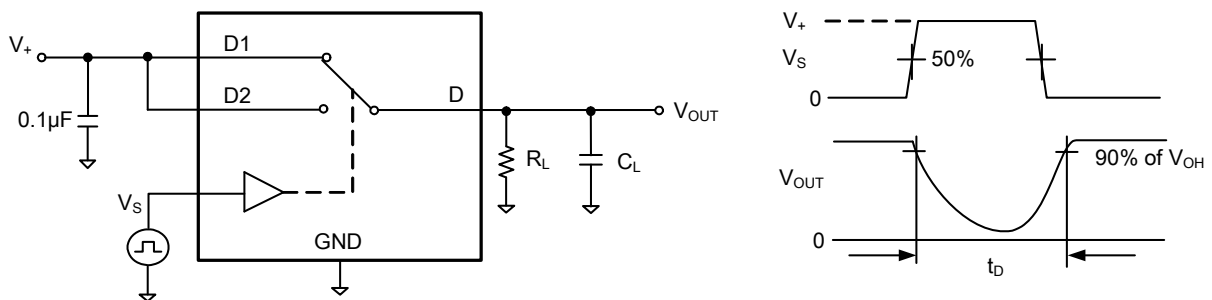 V+
D1
D2
D
VOUT
0.1µF
RL
CL
VS
GND
V+
VS
50%
0
VOUT
90% of VOH
0
tD